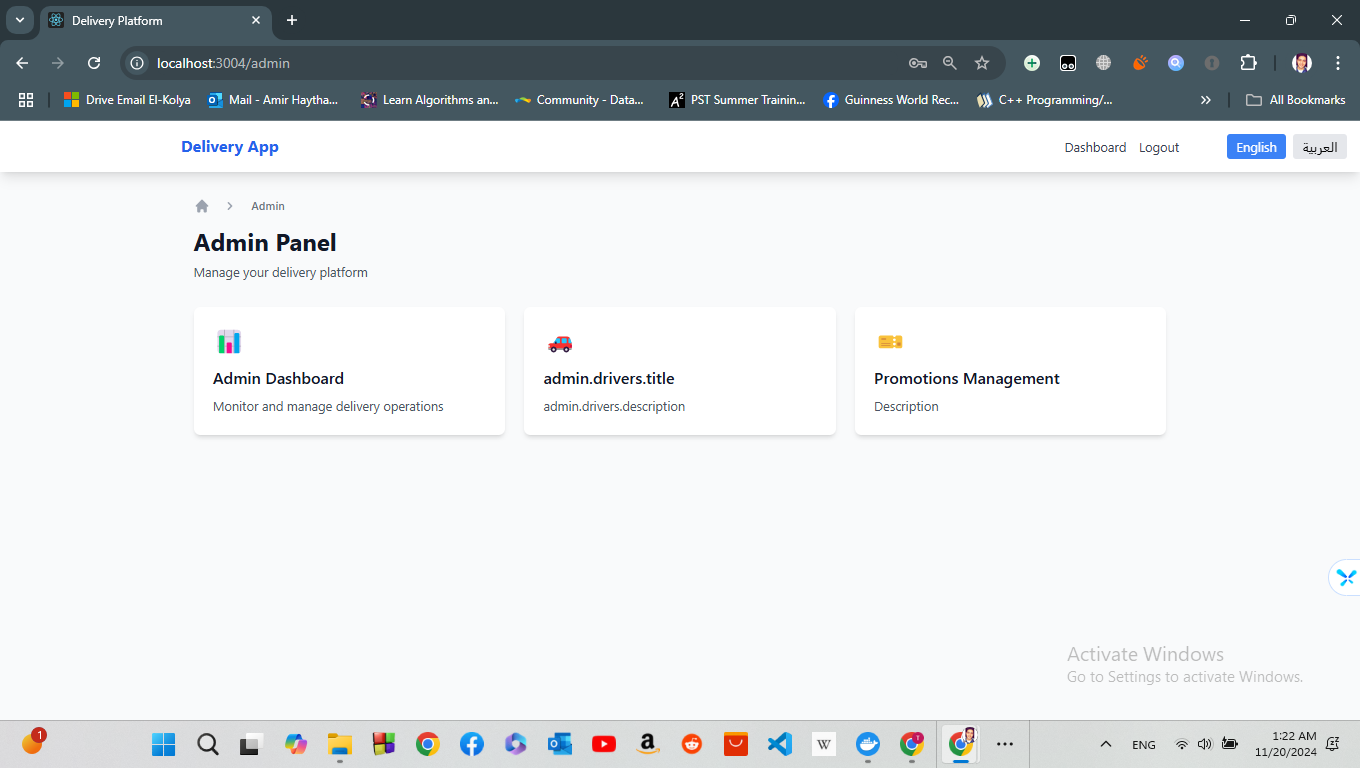 Delivery Platform
localhost:3004/admin
Drive Email El-Kolya
Mail - Amir Haytha...
Learn Algorithms an...
Community - Data...
A²
PST Summer Trainin...
Guinness World Rec...
C++ Programming/...
All Bookmarks
Delivery App
Dashboard
Logout
English
العربية
Admin
Admin Panel
Manage your delivery platform
Admin Dashboard
Monitor and manage delivery operations
admin.drivers.title
admin.drivers.description
Promotions Management
Description
Activate Windows
Go to Settings to activate Windows.
1
a
W
1
ENG
1:22 AM
11/20/2024